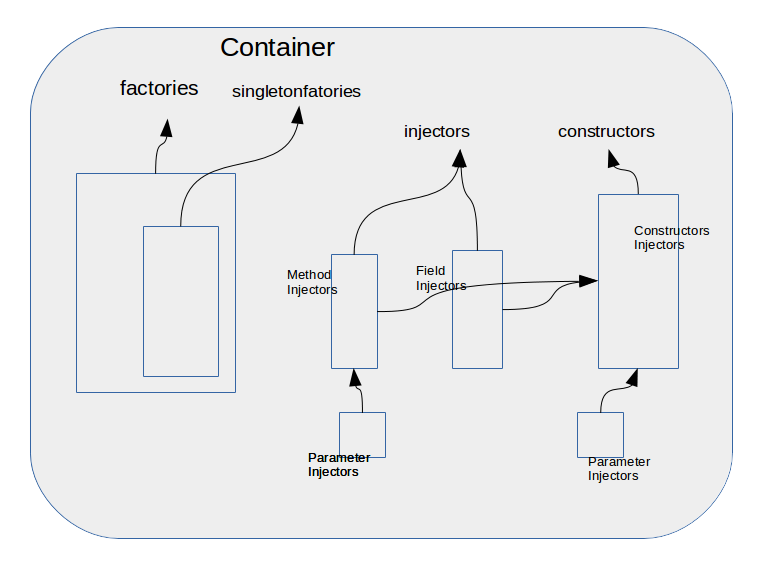 Container
factories
singletonfatories
injectors
constructors
Constructors
Injectors
Method
Injectors
Field
Injectors
Parameter
Injectors
Parameter
Injectors